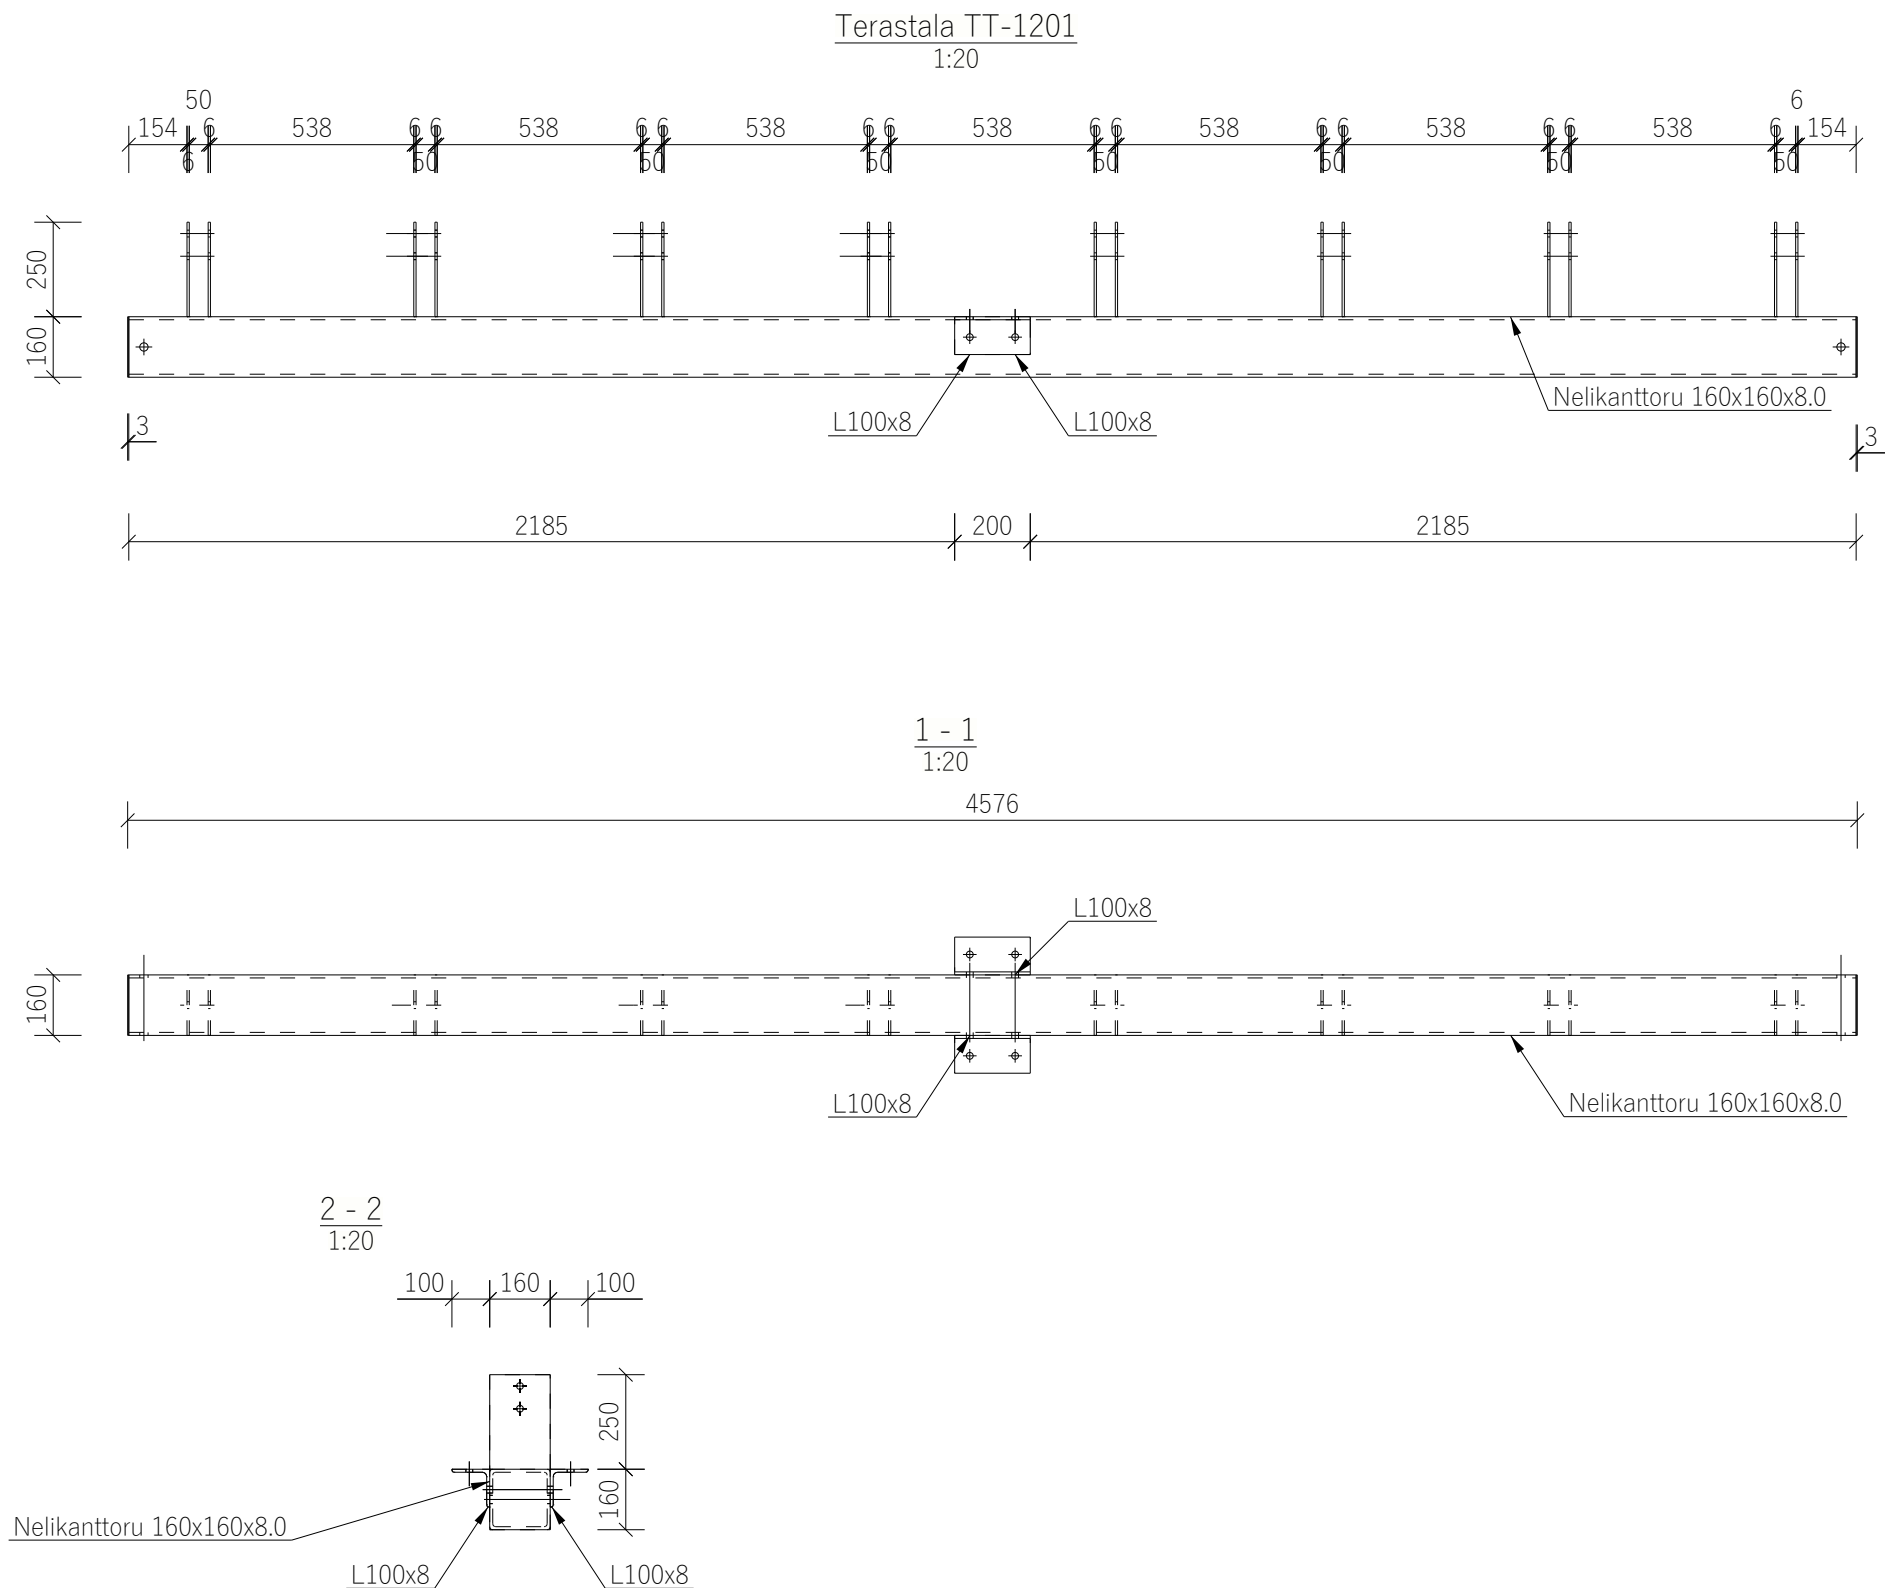 Terastala TT-1201
1:20
50 6
154 6 538 6 6 538 6 6 538 6 6 538 6 6 538 6 6 538 6 6 538 6 154
6 50 50 50 50 50 50 50
250
160
Nelikanttoru 160x160x8.0
L100x8 L100x8
3 3
2185 200 2185
1 - 1
1:20
4576
L100x8
160
L100x8
Nelikanttoru 160x160x8.0
2 - 2
1:20
100 160 100
250
160
Nelikanttoru 160x160x8.0
L100x8 L100x8